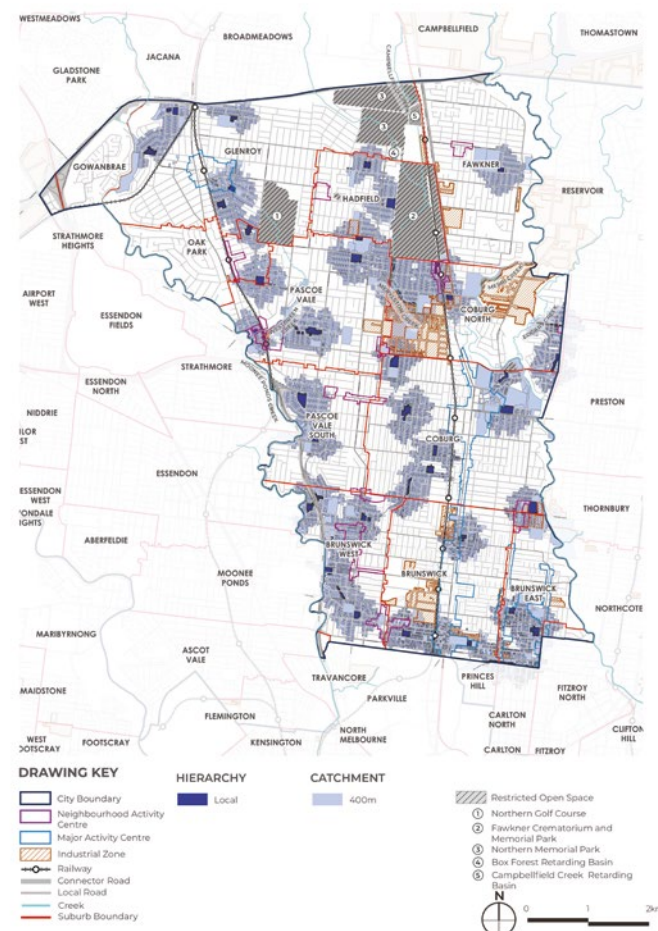 WESTMEADOWS
BROADMEADOWS
CAMPBELLFIELD
THOMASTOWN
JACANA
GLADSTONE
PARK
GLENROY
GOWANBRAE
FAWKNER
HADFIELD
RESERVOIR
STRATHMORE
HEIGHTS
OAK
PARK
AIRPORT
WEST
PASCOE
VALE
COBURG
NORTH
ESSENDON
FIELDS
STRATHMORE
ESSENDON
NORTH
PRESTON
NIDDRIE
PASCOE
VALE
SOUTH
COBURG
ESSENDON
ESSENDON
WEST
THORNBURY
ABERFELDIE
BRUNSWICK
WEST
MOONEE
PONDS
BRUNSWICK
BRUNSWICK
EAST
NORTHCOTE
MARIBYRNONG
ASCOT
VALE
TRAVANCORE
PRINCES
HILL
MAIDSTONE
PARKVILLE
FITZROY
NORTH
FLEMINGTON
CARLTON
NORTH
NORTH
MELBOURNE
CLIFTON
HILL
WEST
FOOTSCRAY
KENSINGTON
CARLTON
FITZROY
DRAWING KEY
HIERARCHY
CATCHMENT
City Boundary
Local
400m
Neighbourhood Activity
Centre
Major Activity Centre
Industrial Zone
Railway
Connector Road
Local Road
Creek
Suburb Boundary
Restricted Open Space
1 Northern Golf Course
2 Fawkner Crematorium and
Memorial Park
3 Northern Memorial Park
4 Box Forest Retarding Basin
5 Campbellfield Creek Retarding
Basin
N
0 1 2km